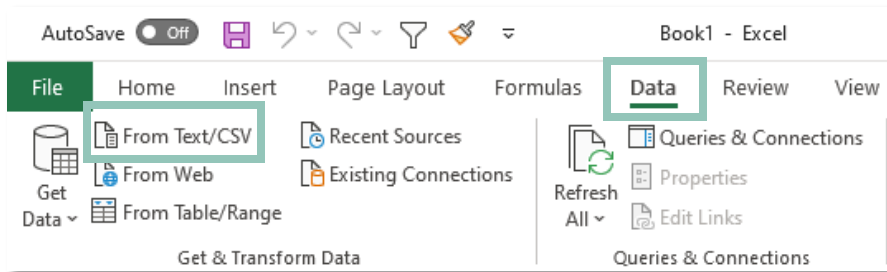 AutoSave Off Book1 - Excel
File Home Insert Page Layout Formulas Data Review View
From Text/CSV Recent Sources Queries & Connections
From Web Existing Connections Properties
Get Data From Table/Range Refresh All Edit Links
Get & Transform Data Queries & Connections